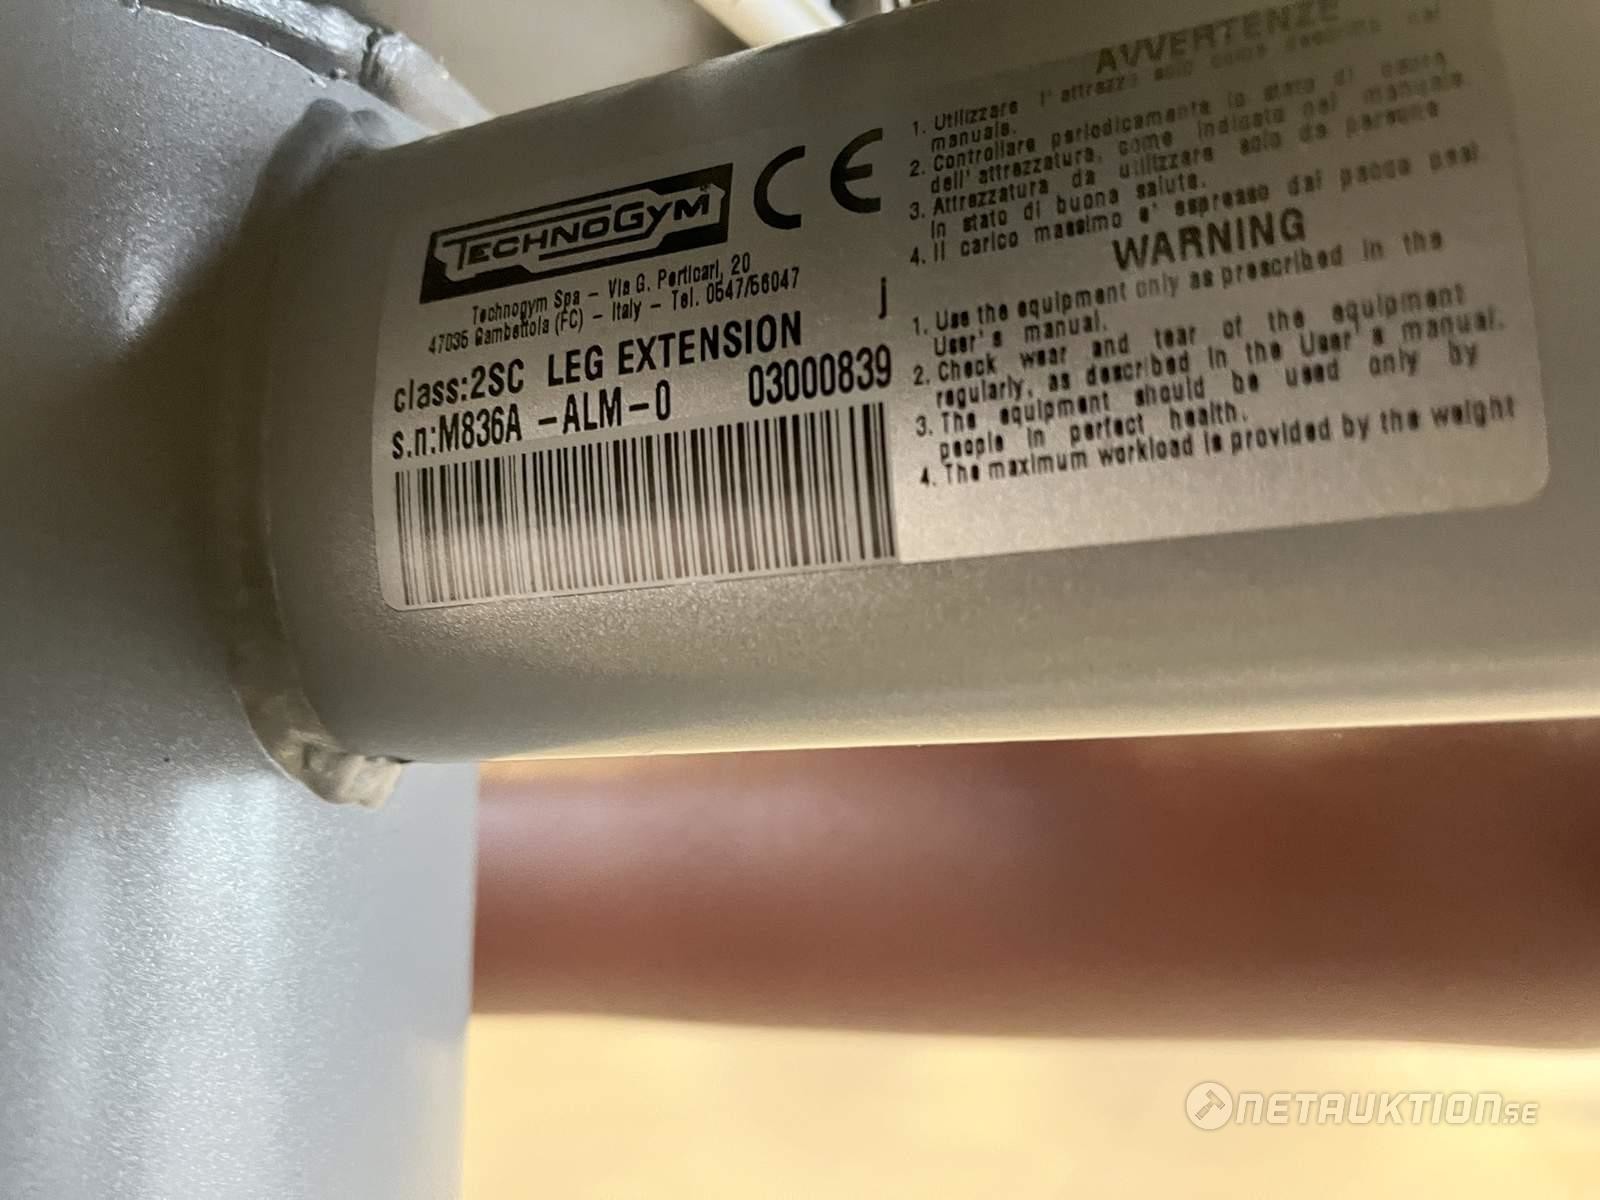 TECHNOGYM®
CE
Technogym Spa – Via G. Perticari, 20
47035 Gambettola (FC) – Italy – Tel. 0547/56047
class:2SC LEG EXTENSION j
s.n:M836A -ALM-0 03000839
AVVERTENZE
1. Utilizzare l'attrezzo solo come nel
manuale.
2. Controllare periodicamente lo stato di usura
dell'attrezzatura, come indicato nel manuale.
3. Attrezzatura da utilizzare solo da persone
in stato di buona salute.
4. Il carico massimo e' espresso dal pacco pesi.
WARNING
1. Use the equipment only as prescribed in the
User's manual.
2. Check wear and tear of the equipment
regularly, as described in the User's manual.
3. The equipment should be used only by
people in perfect health.
4. The maximum workload is provided by the weight
NETAUKTION.SE